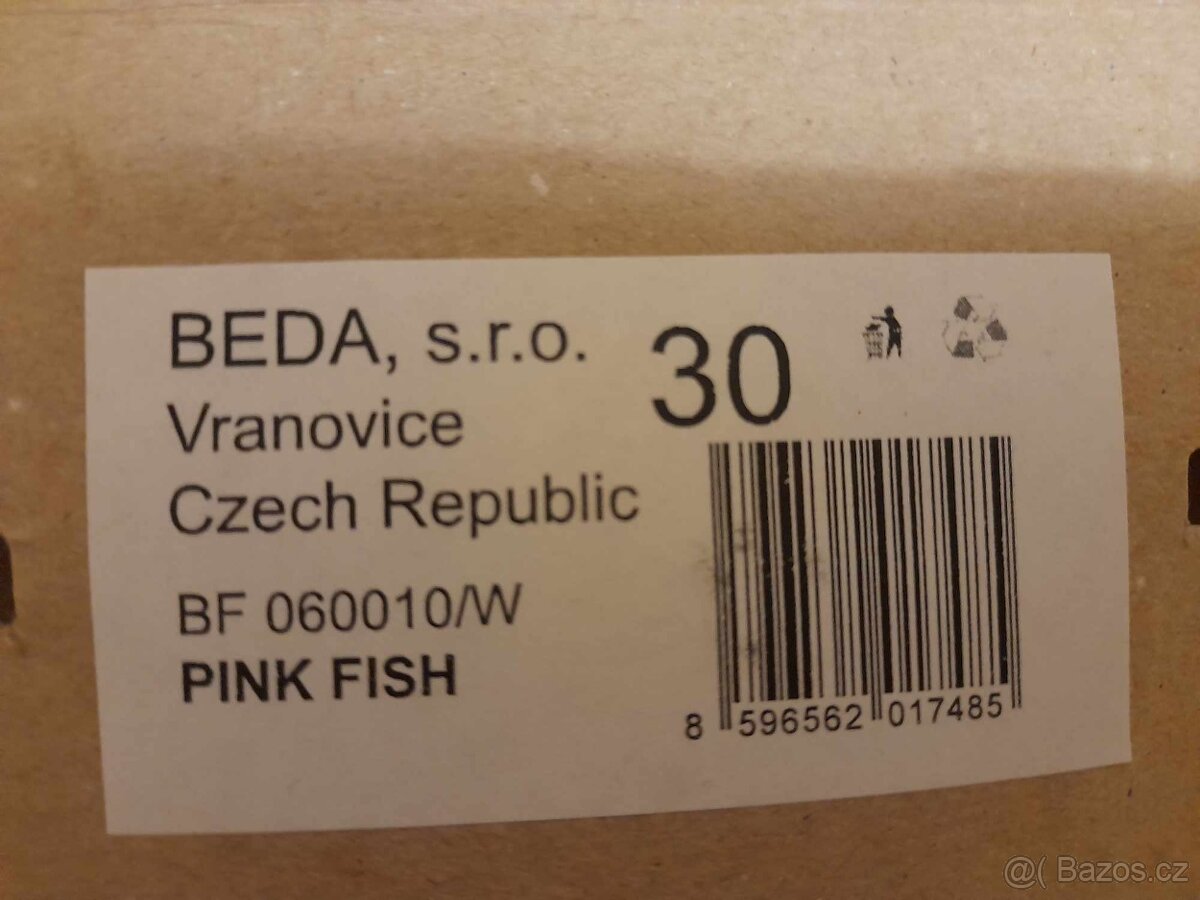 BEDA, s.r.o.
30
Vranovice
Czech Republic
BF 060010/W
PINK FISH
8 596562 017485
@( Bazos.cz